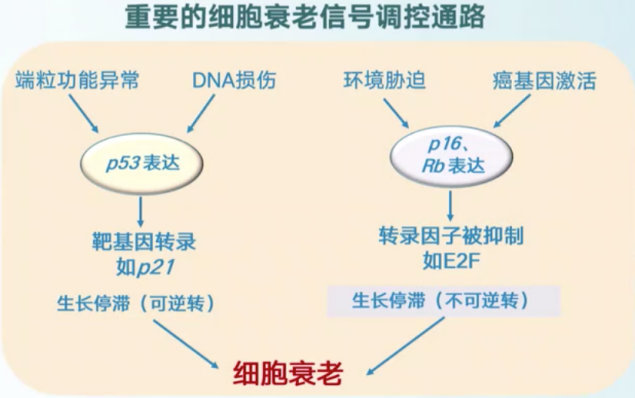 重要的细胞衰老信号调控通路
端粒功能异常 DNA损伤 环境胁迫 癌基因激活
p53表达
p16、
Rb表达
靶基因转录
如p21
转录因子被抑制
如E2F
生长停滞（可逆转） 生长停滞（不可逆转）
细胞衰老